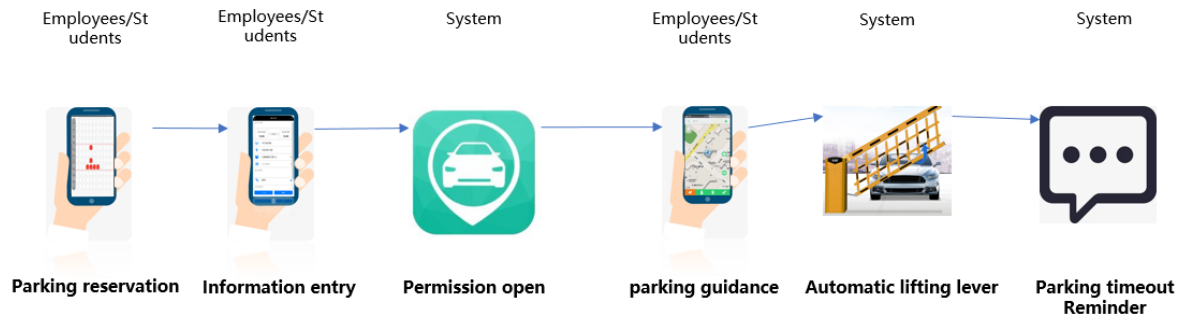 Employees/St
udents
Employees/St
udents
System
Employees/St
udents
System
System
Parking reservation
Information entry
Permission open
parking guidance
Automatic lifting lever
Parking timeout
Reminder